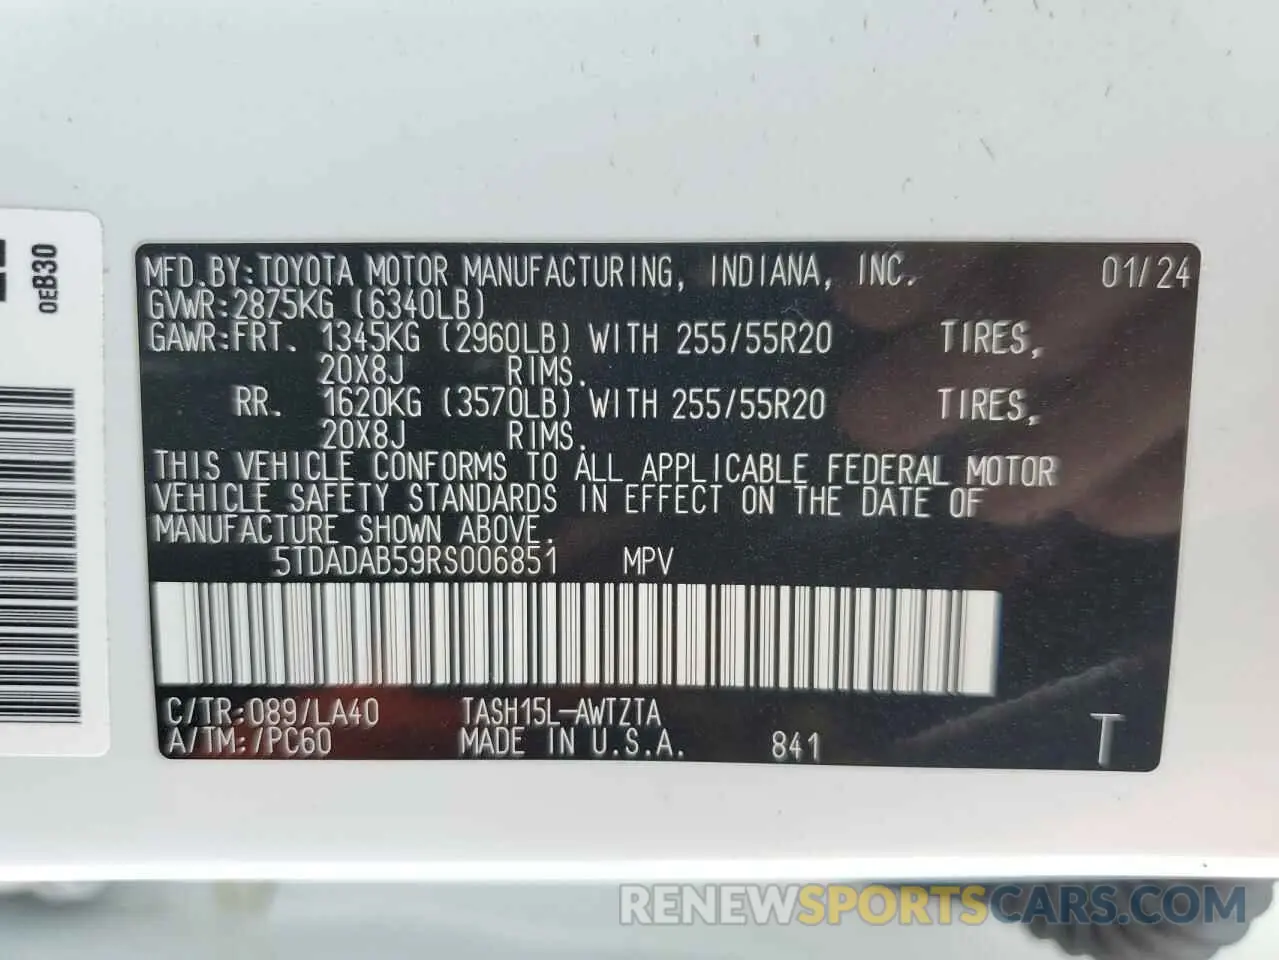 MFD.BY:TOYOTA MOTOR MANUFACTURING, INDIANA, INC. 01/24
GVWR:2875KG (6340LB)
GAWR:FRT. 1345KG (2960LB) WITH 255/55R20 TIRES,
20X8J RIMS.
RR. 1620KG (3570LB) WITH 255/55R20 TIRES,
20X8J RIMS.
THIS VEHICLE CONFORMS TO ALL APPLICABLE FEDERAL MOTOR
VEHICLE SAFETY STANDARDS IN EFFECT ON THE DATE OF
MANUFACTURE SHOWN ABOVE.
5TDADAB59RS006851 MPV
C/TR:089/LA40 TASH15L-AWTZTA
A/TM:/PC60 MADE IN U.S.A. 841 T
0EB30
RENEWSPORTSCARS.COM